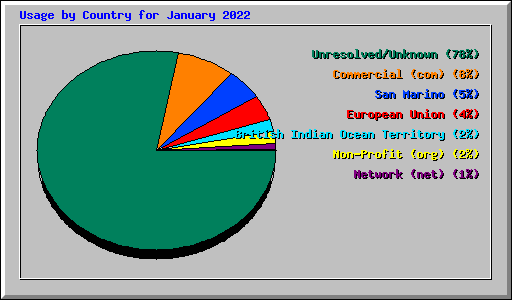 Usage by Country for January 2022
Unresolved/Unknown (78%)
Commercial (com) (8%)
San Marino (5%)
European Union (4%)
British Indian Ocean Territory (2%)
Non-Profit (org) (2%)
Network (net) (1%)